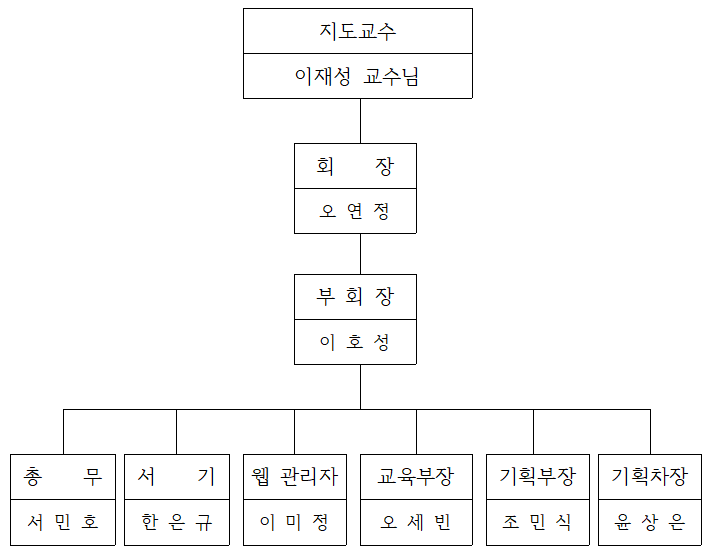 지도교수
이재성 교수님
회 장
오 연 정
부 회 장
이 호 성
총 무
서 민 호
서 기
한 은 규
웹 관리자
이 미 정
교육부장
오 세 빈
기획부장
조 민 식
기획차장
윤 상 은